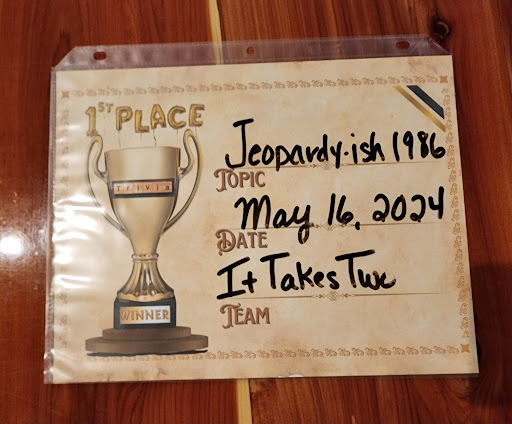 1ST PLACE
Jeopardy-ish 1986
TOPIC
Trivia
May 16, 2024
DATE
It Takes Two
WINNER
TEAM